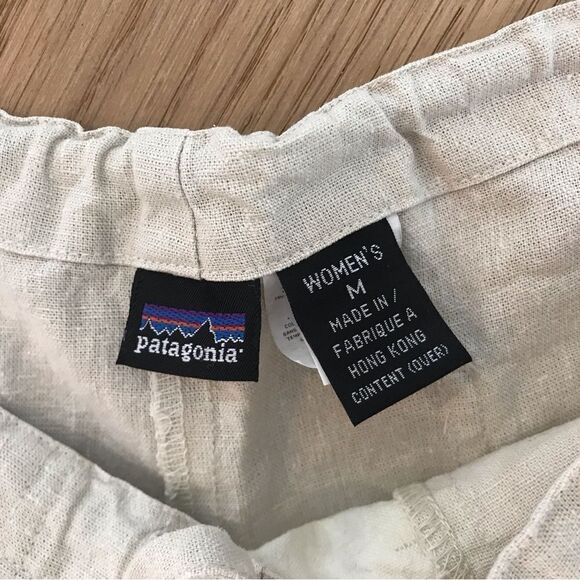 patagonia
WOMEN'S
M
MADE IN /
FABRIQUE A
HONG KONG
CONTENT (OVER)